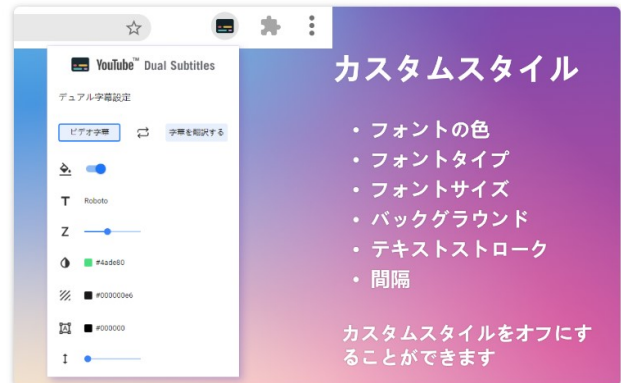 YouTube™ Dual Subtitles
デュアル字幕設定
ビデオ字幕
字幕を翻訳する
T Roboto
Z
#4ade80
#000000e6
A #000000
カスタムスタイル
・フォントの色
・フォントタイプ
・フォントサイズ
・バックグラウンド
・テキストストローク
・間隔
カスタムスタイルをオフにす
ることができます